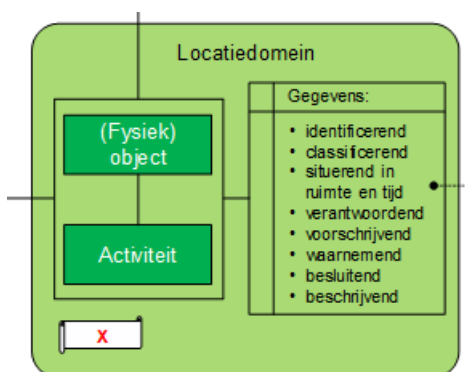 Locatiedomein
(Fysiek)
object
Activiteit
Gegevens:
• identificerend
• classificerend
• situerend in
ruimte en tijd
• verantwoordend
• voorschrijvend
• waarnemend
• besluitend
• beschrijvend
X